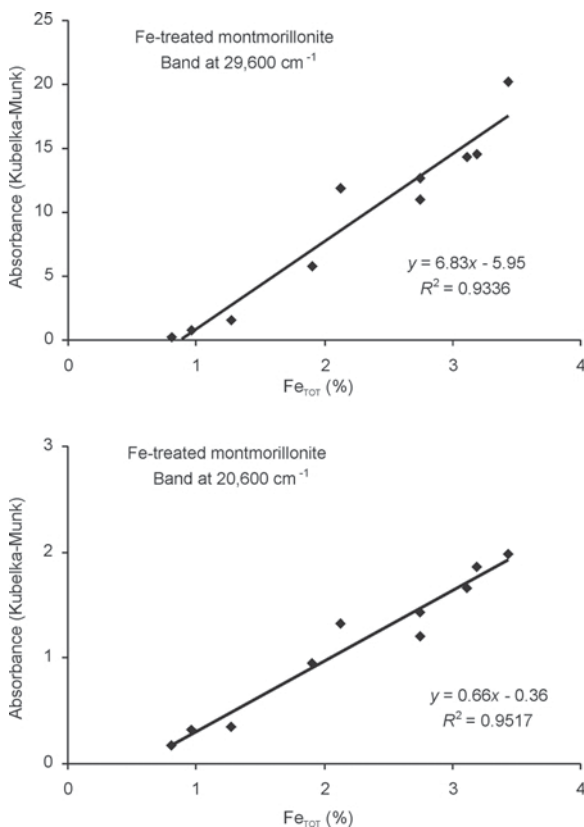 Fe-treated montmorillonite
Band at 29,600 cm⁻¹
Absorbance (Kubelka-Munk)
25
20
15
10
5
0
y = 6.83x - 5.95
R² = 0.9336
0 1 2 3 4
Fe_TOT (%)
Fe-treated montmorillonite
Band at 20,600 cm⁻¹
Absorbance (Kubelka-Munk)
3
2
1
0
y = 0.66x - 0.36
R² = 0.9517
0 1 2 3 4
Fe_TOT (%)